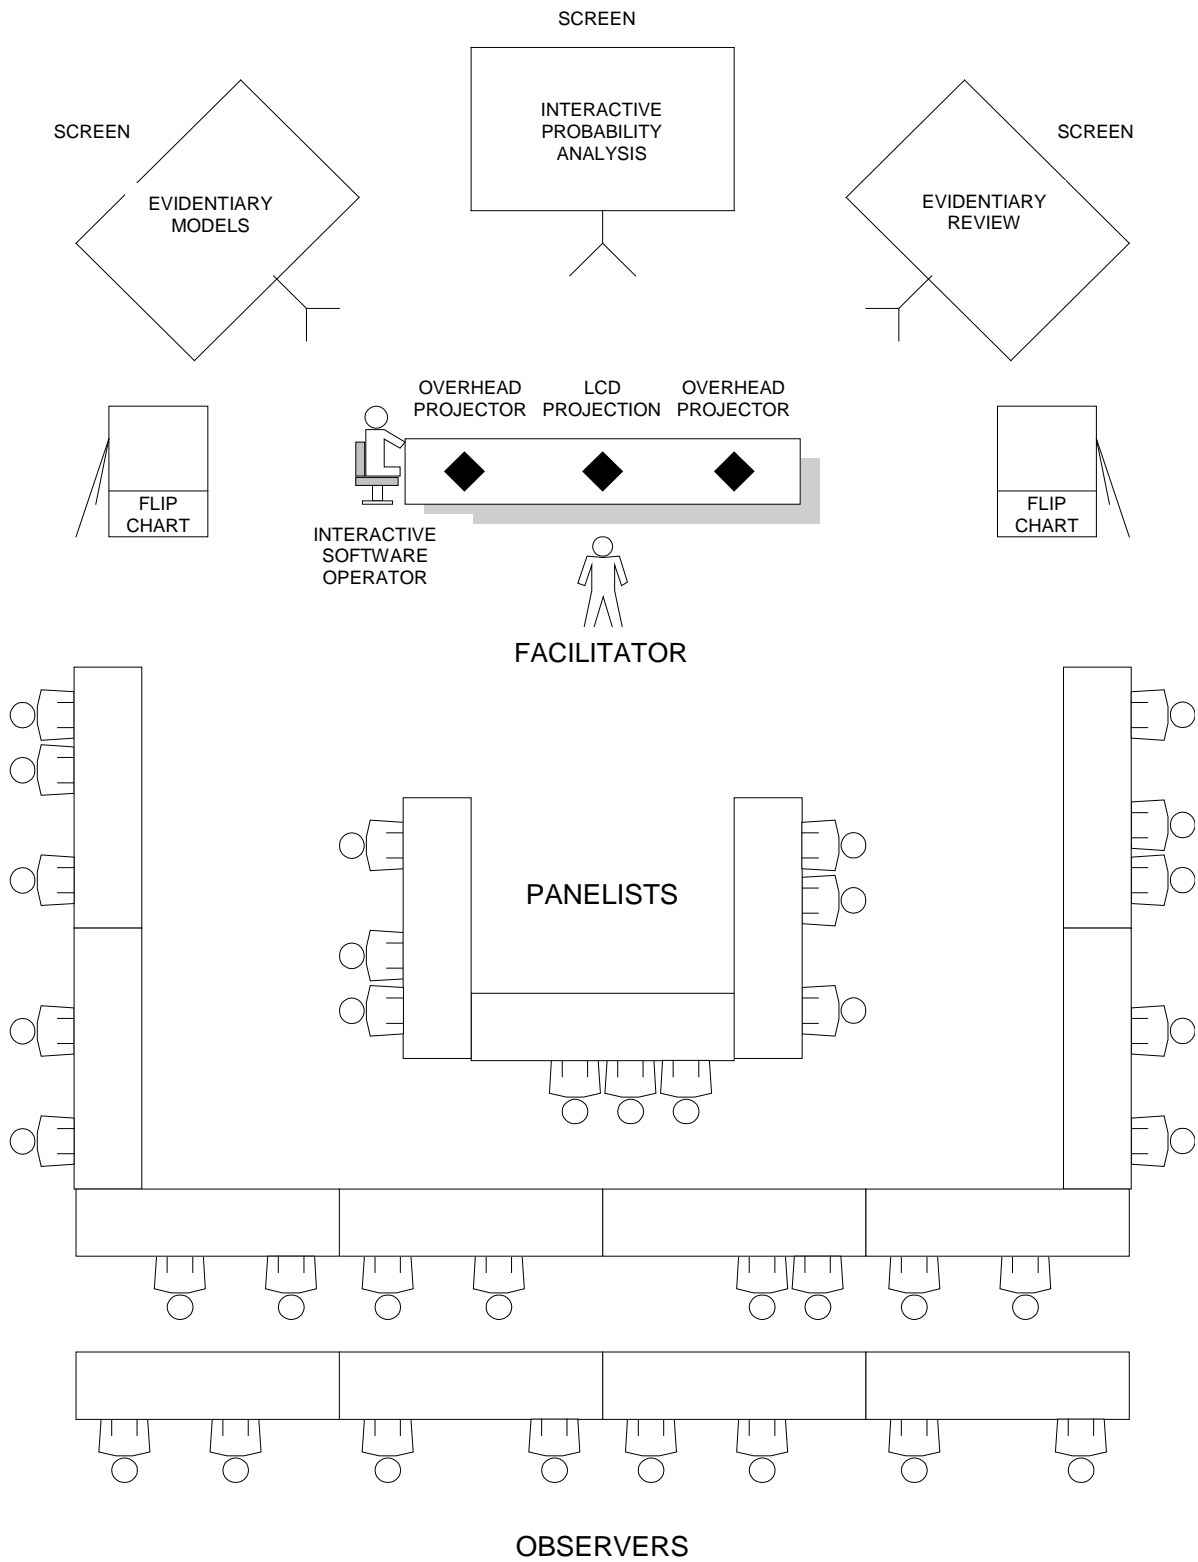 SCREEN
INTERACTIVE
PROBABILITY
ANALYSIS
SCREEN
SCREEN
EVIDENTIARY
MODELS
EVIDENTIARY
REVIEW
OVERHEAD
PROJECTOR
LCD
PROJECTION
OVERHEAD
PROJECTOR
FLIP
CHART
FLIP
CHART
INTERACTIVE
SOFTWARE
OPERATOR
FACILITATOR
PANELISTS
OBSERVERS